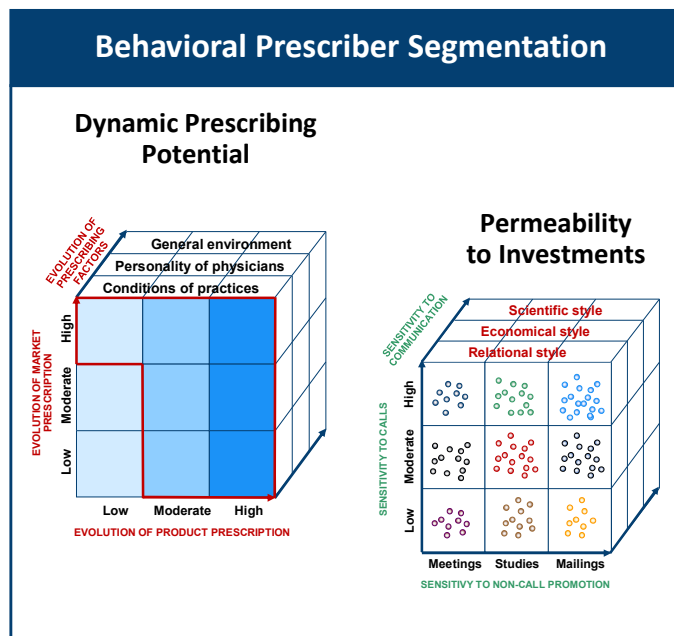 Behavioral Prescriber Segmentation
Dynamic Prescribing
Potential
EVOLUTION OF
PRESCRIBING
FACTORS
General environment
Personality of physicians
Conditions of practices
EVOLUTION OF MARKET
PRESCRIPTION
High
Moderate
Low
Low
Moderate
High
EVOLUTION OF PRODUCT PRESCRIPTION
Permeability
to Investments
SENSITIVITY TO
COMMUNICATION
Scientific style
Economical style
Relational style
SENSITIVITY TO CALLS
High
Moderate
Low
Meetings
Studies
Mailings
SENSITIVY TO NON-CALL PROMOTION